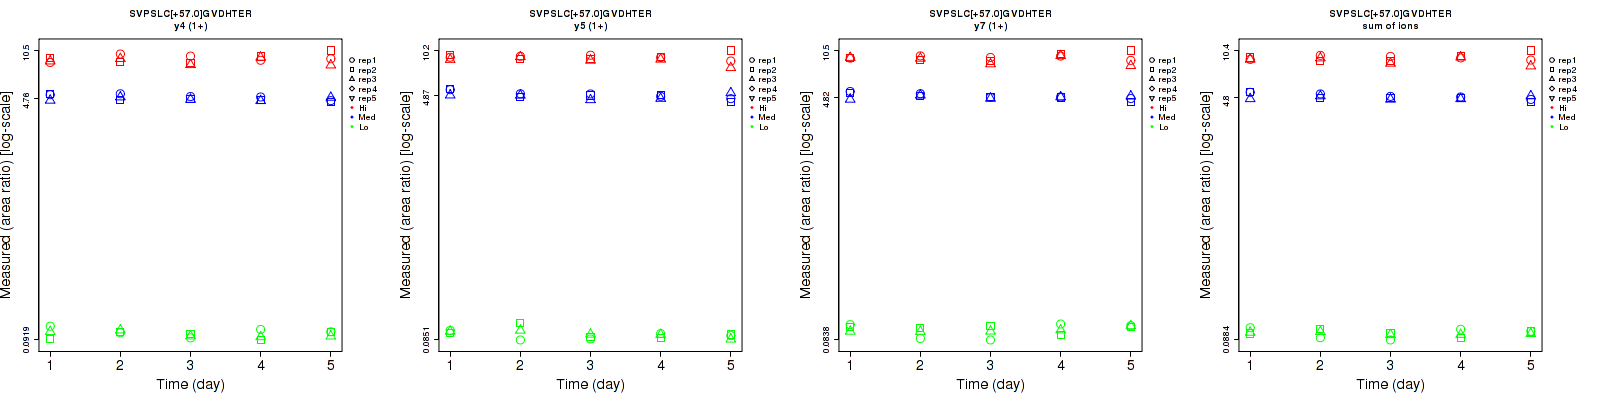 SVPSLC[+57.0]GVDHTER
y4 (1+)
Measured (area ratio) [log-scale]
10.5
4.76
0.0919
1 2 3 4 5
Time (day)
rep1
rep2
rep3
rep4
rep5
Hi
Med
Lo
SVPSLC[+57.0]GVDHTER
y5 (1+)
Measured (area ratio) [log-scale]
10.2
4.87
0.0851
1 2 3 4 5
Time (day)
rep1
rep2
rep3
rep4
rep5
Hi
Med
Lo
SVPSLC[+57.0]GVDHTER
y7 (1+)
Measured (area ratio) [log-scale]
10.5
4.82
0.0838
1 2 3 4 5
Time (day)
rep1
rep2
rep3
rep4
rep5
Hi
Med
Lo
SVPSLC[+57.0]GVDHTER
sum of ions
Measured (area ratio) [log-scale]
10.4
4.8
0.0884
1 2 3 4 5
Time (day)
rep1
rep2
rep3
rep4
rep5
Hi
Med
Lo